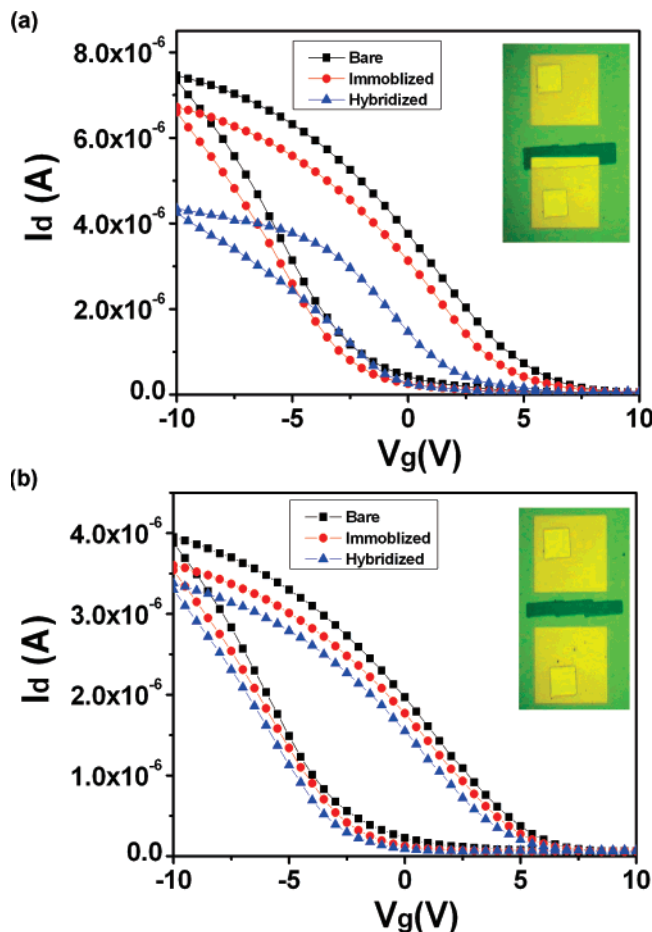 (a)
8.0x10⁻⁶
6.0x10⁻⁶
4.0x10⁻⁶
2.0x10⁻⁶
0.0
Id (A)
Bare
Immoblized
Hybridized
-10 -5 0 5 10
Vg(V)
(b)
4.0x10⁻⁶
3.0x10⁻⁶
2.0x10⁻⁶
1.0x10⁻⁶
0.0
Id (A)
Bare
Immoblized
Hybridized
-10 -5 0 5 10
Vg(V)